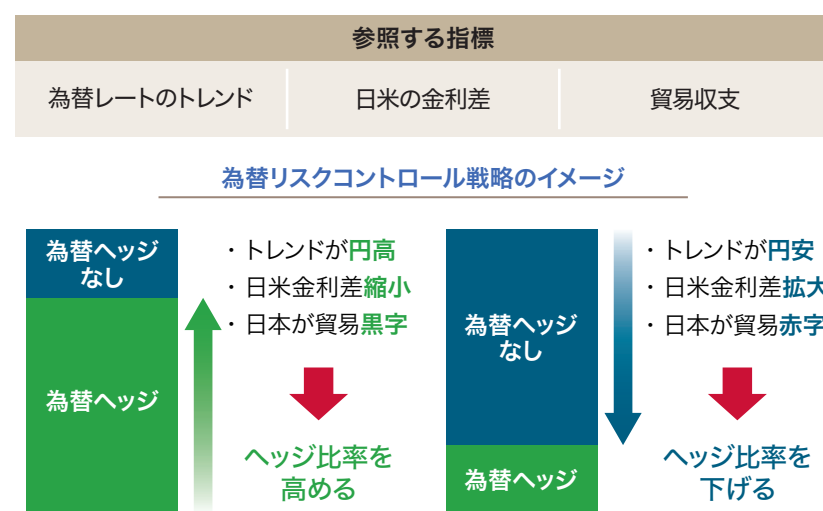 参照する指標
為替レートのトレンド
日米の金利差
貿易収支
為替リスクコントロール戦略のイメージ
為替ヘッジ
なし
為替ヘッジ
・トレンドが円高
・日米金利差縮小
・日本が貿易黒字
ヘッジ比率を
高める
為替ヘッジ
なし
為替ヘッジ
・トレンドが円安
・日米金利差拡大
・日本が貿易赤字
ヘッジ比率を
下げる